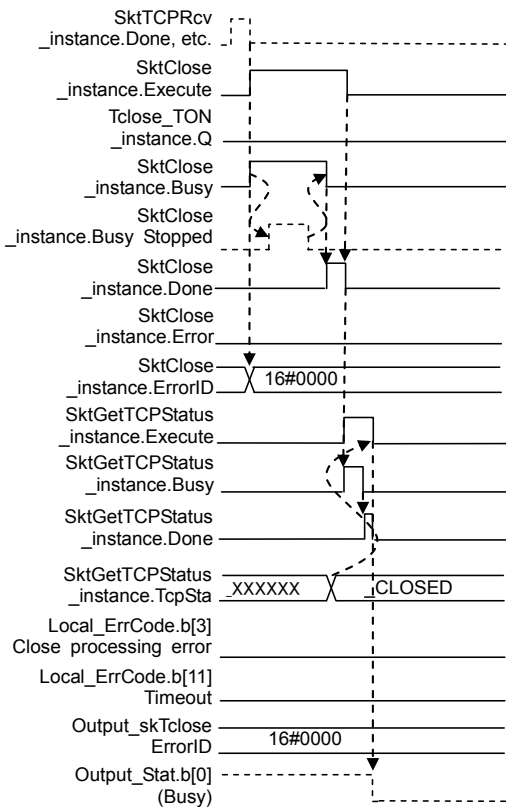 SktTCPRcv
_instance.Done, etc.
SktClose
_instance.Execute
Tclose_TON
_instance.Q
SktClose
_instance.Busy
SktClose
_instance.Busy Stopped
SktClose
_instance.Done
SktClose
_instance.Error
SktClose
_instance.ErrorID
16#0000
SktGetTCPStatus
_instance.Execute
SktGetTCPStatus
_instance.Busy
SktGetTCPStatus
_instance.Done
SktGetTCPStatus
_instance.TcpSta
_XXXXXX
_CLOSED
Local_ErrCode.b[3]
Close processing error
Local_ErrCode.b[11]
Timeout
Output_skTclose
ErrorID
16#0000
Output_Stat.b[0]
(Busy)